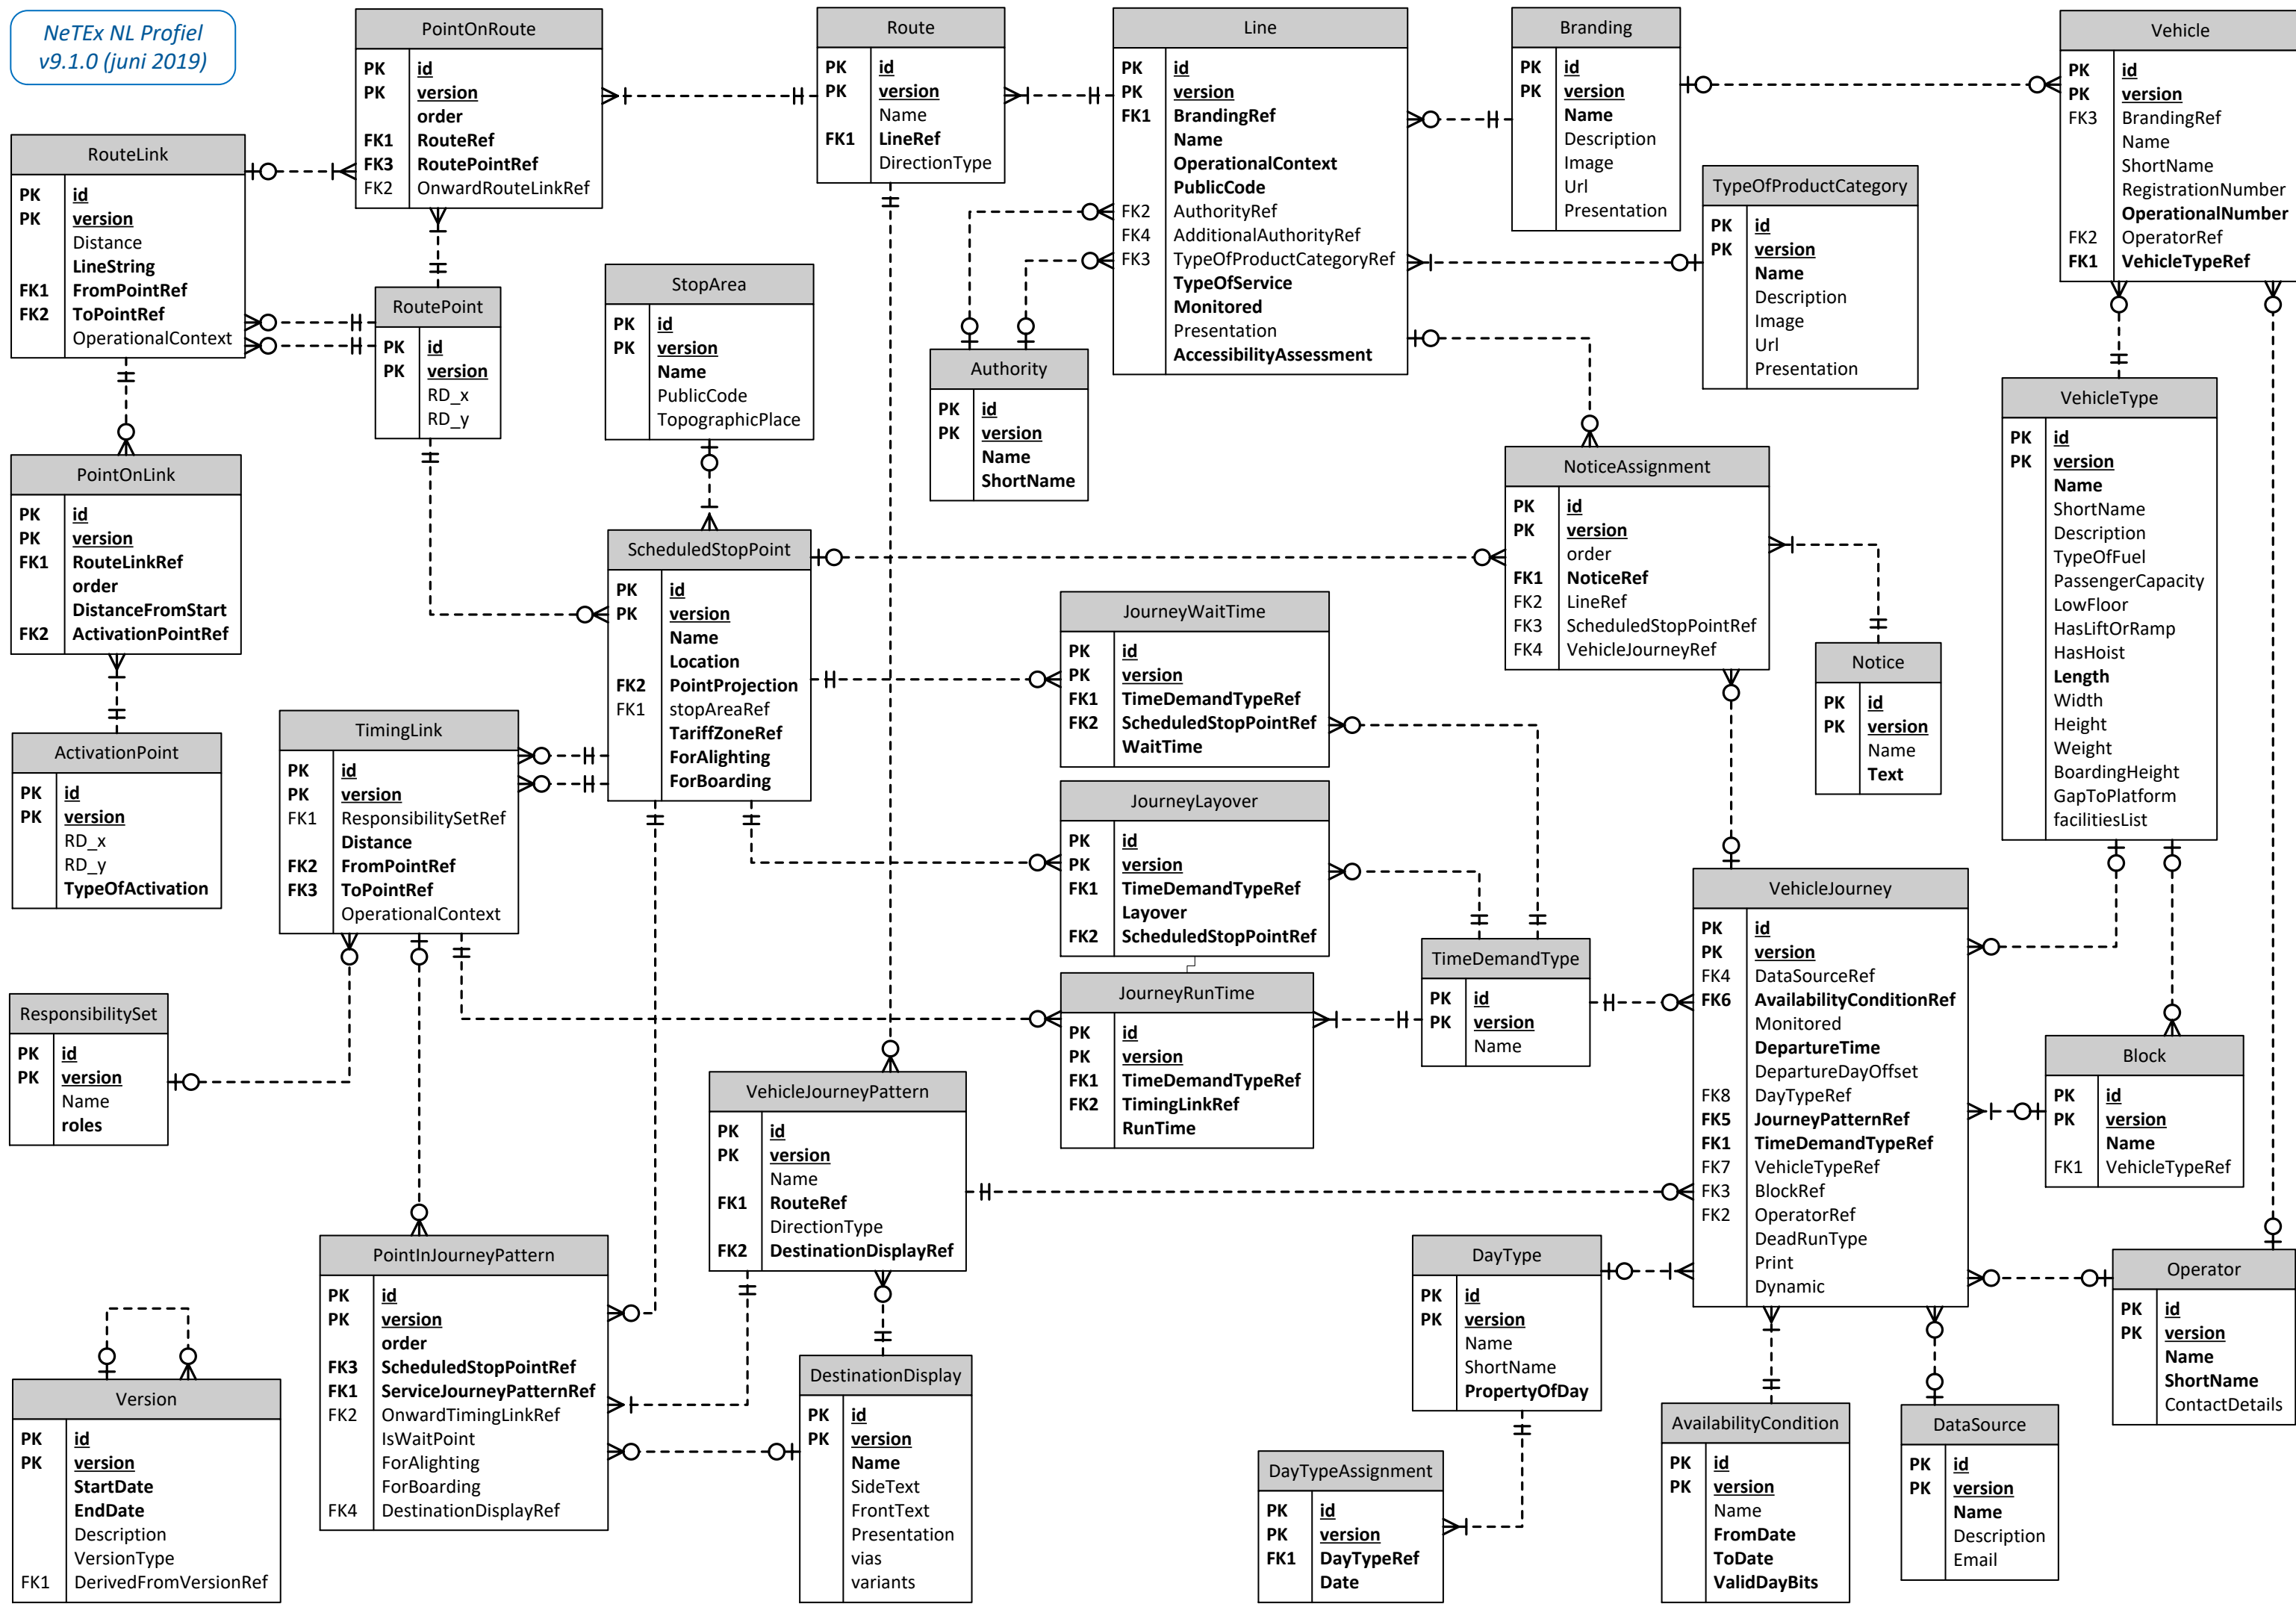 NeTEx NL Profiel
v9.1.0 (juni 2019)
PointOnRoute
PK id
PK version
order
FK1 RouteRef
FK3 RoutePointRef
FK2 OnwardRouteLinkRef
Route
PK id
PK version
Name
FK1 LineRef
DirectionType
Line
PK id
PK version
FK1 BrandingRef
Name
OperationalContext
PublicCode
FK2 AuthorityRef
FK4 AdditionalAuthorityRef
FK3 TypeOfProductCategoryRef
TypeOfService
Monitored
Presentation
AccessibilityAssessment
Branding
PK id
PK version
Name
Description
Image
Url
Presentation
Vehicle
PK id
PK version
FK3 BrandingRef
Name
ShortName
RegistrationNumber
OperationalNumber
FK2 OperatorRef
FK1 VehicleTypeRef
RouteLink
PK id
PK version
Distance
LineString
FK1 FromPointRef
FK2 ToPointRef
OperationalContext
TypeOfProductCategory
PK id
PK version
Name
Description
Image
Url
Presentation
StopArea
PK id
PK version
Name
PublicCode
TopographicPlace
RoutePoint
PK id
PK version
RD_x
RD_y
Authority
PK id
PK version
Name
ShortName
VehicleType
PK id
PK version
Name
ShortName
Description
TypeOfFuel
PassengerCapacity
LowFloor
HasLiftOrRamp
HasHoist
Length
Width
Height
Weight
BoardingHeight
GapToPlatform
facilitiesList
PointOnLink
PK id
PK version
FK1 RouteLinkRef
order
DistanceFromStart
FK2 ActivationPointRef
NoticeAssignment
PK id
PK version
order
FK1 NoticeRef
FK2 LineRef
FK3 ScheduledStopPointRef
FK4 VehicleJourneyRef
ScheduledStopPoint
PK id
PK version
Name
Location
FK2 PointProjection
FK1 stopAreaRef
TariffZoneRef
ForAlighting
ForBoarding
JourneyWaitTime
PK id
PK version
FK1 TimeDemandTypeRef
FK2 ScheduledStopPointRef
WaitTime
Notice
PK id
PK version
Name
Text
TimingLink
PK id
PK version
FK1 ResponsibilitySetRef
Distance
FK2 FromPointRef
FK3 ToPointRef
OperationalContext
ActivationPoint
PK id
PK version
RD_x
RD_y
TypeOfActivation
JourneyLayover
PK id
PK version
FK1 TimeDemandTypeRef
Layover
FK2 ScheduledStopPointRef
VehicleJourney
PK id
PK version
FK4 DataSourceRef
FK6 AvailabilityConditionRef
Monitored
DepartureTime
DepartureDayOffset
FK8 DayTypeRef
FK5 JourneyPatternRef
FK1 TimeDemandTypeRef
FK7 VehicleTypeRef
FK3 BlockRef
FK2 OperatorRef
DeadRunType
Print
Dynamic
TimeDemandType
PK id
PK version
Name
JourneyRunTime
PK id
PK version
FK1 TimeDemandTypeRef
FK2 TimingLinkRef
RunTime
ResponsibilitySet
PK id
PK version
Name
roles
Block
PK id
PK version
Name
FK1 VehicleTypeRef
VehicleJourneyPattern
PK id
PK version
Name
FK1 RouteRef
DirectionType
FK2 DestinationDisplayRef
PointInJourneyPattern
PK id
PK version
order
FK3 ScheduledStopPointRef
FK1 ServiceJourneyPatternRef
FK2 OnwardTimingLinkRef
IsWaitPoint
ForAlighting
ForBoarding
FK4 DestinationDisplayRef
DayType
PK id
PK version
Name
ShortName
PropertyOfDay
Operator
PK id
PK version
Name
ShortName
ContactDetails
DestinationDisplay
PK id
PK version
Name
SideText
FrontText
Presentation
vias
variants
Version
PK id
PK version
StartDate
EndDate
Description
VersionType
FK1 DerivedFromVersionRef
AvailabilityCondition
PK id
PK version
Name
FromDate
ToDate
ValidDayBits
DataSource
PK id
PK version
Name
Description
Email
DayTypeAssignment
PK id
PK version
FK1 DayTypeRef
Date